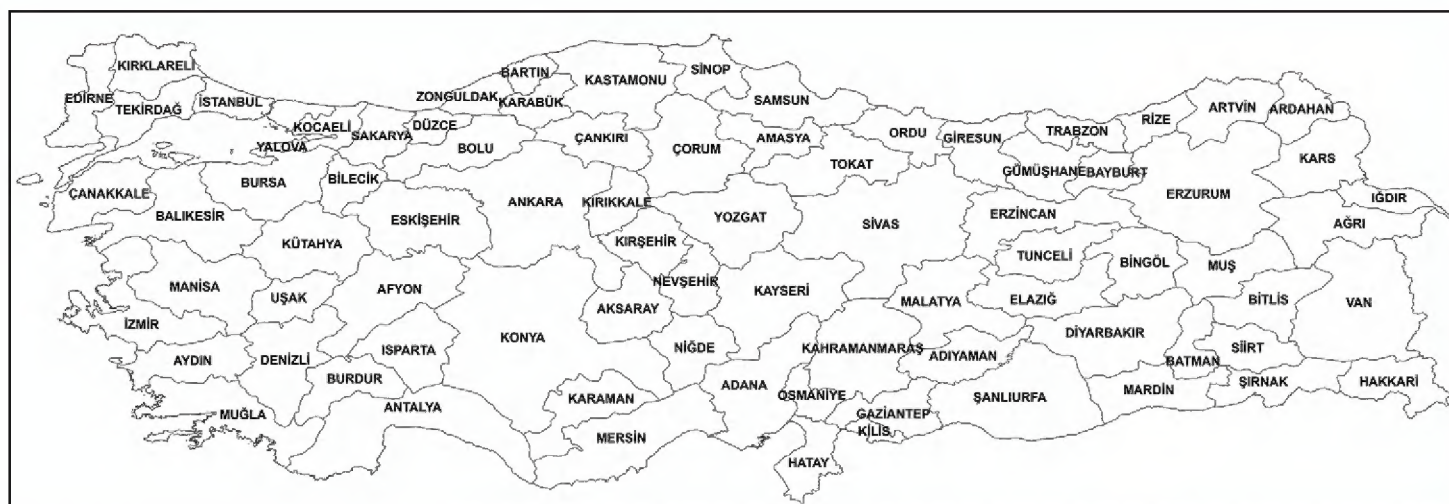 KIRKLARELİ
EDİRNE
TEKİRDAĞ
İSTANBUL
KOCAELİ
YALOVA
SAKARYA
DÜZCE
ZONGULDAK
BARTIN
KARABÜK
KASTAMONU
SİNOP
SAMSUN
BOLU
ÇANKIRI
ÇORUM
AMASYA
TOKAT
ORDU
GİRESUN
TRABZON
RİZE
ARTVİN
ARDAHAN
KARS
GÜMÜŞHANE
BAYBURT
ERZURUM
IĞDIR
AĞRI
ÇANAKKALE
BURSA
BİLECİK
BALIKESİR
KÜTAHYA
ESKİŞEHİR
ANKARA
KIRIKKALE
KIRŞEHİR
YOZGAT
SİVAS
ERZİNCAN
TUNCELİ
BİNGÖL
MUŞ
BİTLİS
VAN
MANİSA
UŞAK
AFYON
İZMİR
KONYA
AKSARAY
NEVŞEHİR
KAYSERİ
MALATYA
ELAZIĞ
DİYARBAKIR
AYDIN
DENİZLİ
ISPARTA
BURDUR
NİĞDE
KAHRAMANMARAŞ
ADIYAMAN
BATMAN
SİİRT
ŞIRNAK
HAKKARİ
MARDİN
MUĞLA
ANTALYA
KARAMAN
MERSİN
ADANA
OSMANİYE
GAZİANTEP
KİLİS
ŞANLIURFA
HATAY